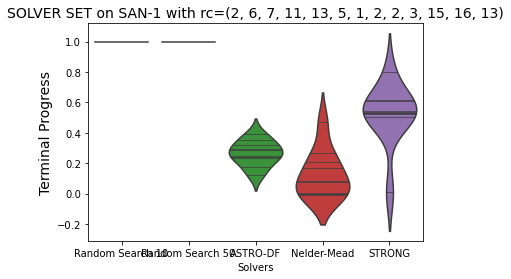 SOLVER SET on SAN-1 with rc=(2, 6, 7, 11, 13, 5, 1, 2, 2, 3, 15, 16, 13)
Terminal Progress
1.0
0.8
0.6
0.4
0.2
0.0
−0.2
Random Search 10 Random Search 50 ASTRO-DF Nelder-Mead STRONG
Solvers